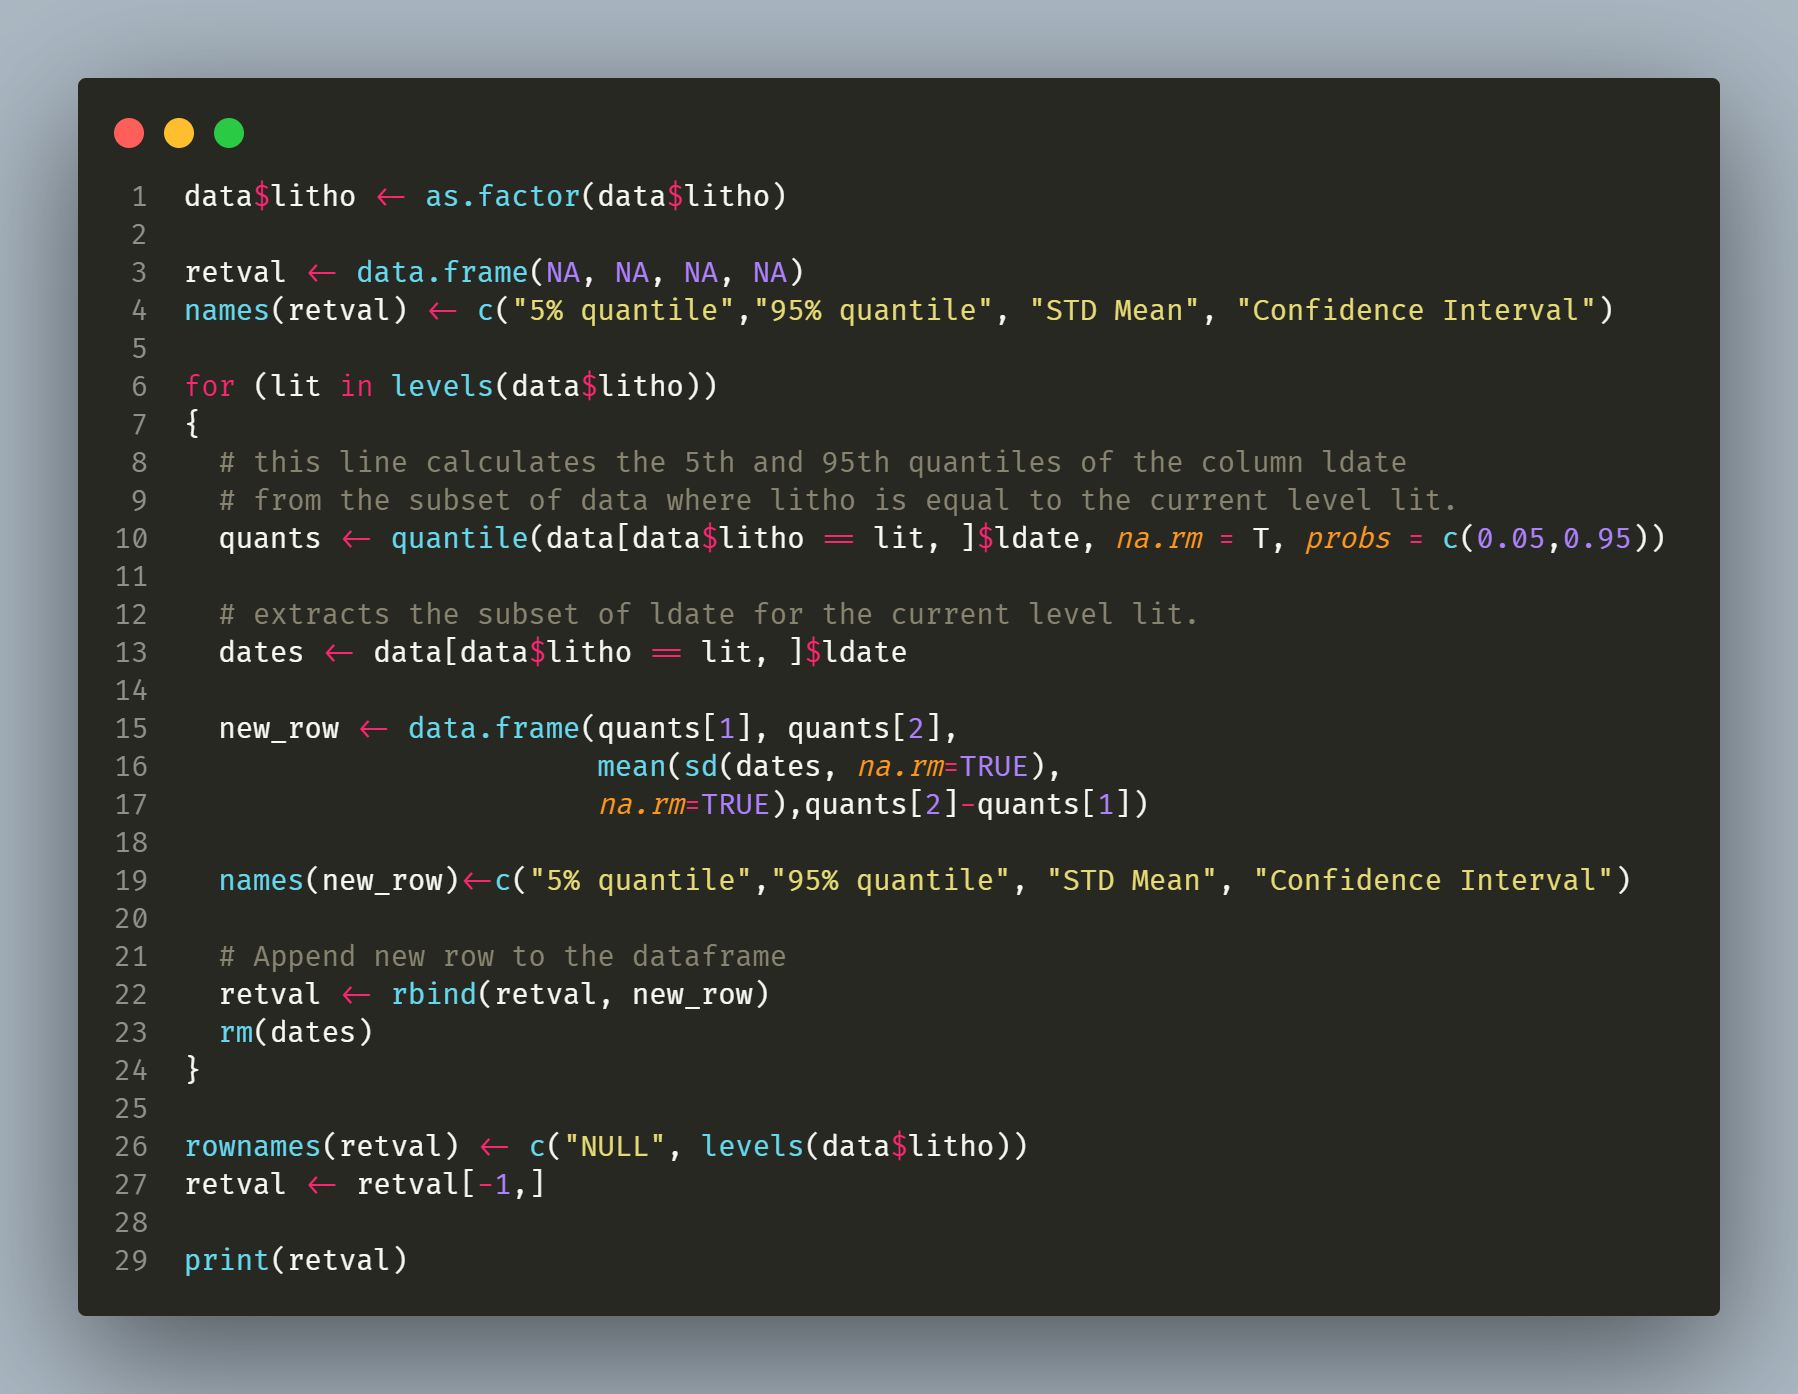 1 data$litho <- as.factor(data$litho)
2
3 retval <- data.frame(NA, NA, NA, NA)
4 names(retval) <- c("5% quantile","95% quantile", "STD Mean", "Confidence Interval")
5
6 for (lit in levels(data$litho))
7 {
8   # this line calculates the 5th and 95th quantiles of the column ldate
9   # from the subset of data where litho is equal to the current level lit.
10   quants <- quantile(data[data$litho == lit, ]$ldate, na.rm = T, probs = c(0.05,0.95))
11
12   # extracts the subset of ldate for the current level lit.
13   dates <- data[data$litho == lit, ]$ldate
14
15   new_row <- data.frame(quants[1], quants[2],
16                         mean(sd(dates, na.rm=TRUE),
17                         na.rm=TRUE),quants[2]-quants[1])
18
19   names(new_row)<-c("5% quantile","95% quantile", "STD Mean", "Confidence Interval")
20
21   # Append new row to the dataframe
22   retval <- rbind(retval, new_row)
23   rm(dates)
24 }
25
26 rownames(retval) <- c("NULL", levels(data$litho))
27 retval <- retval[-1,]
28
29 print(retval)